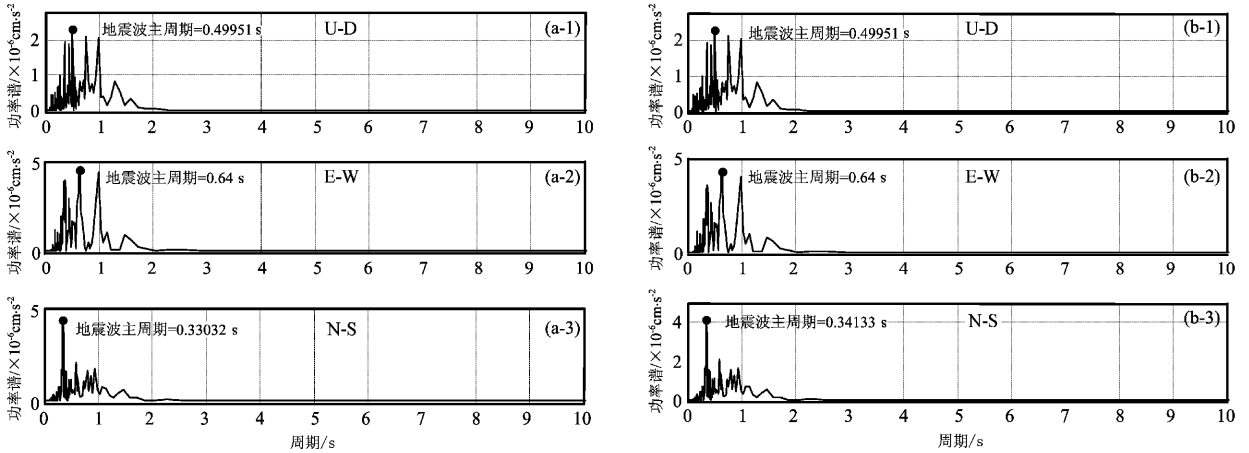 功率谱/×10⁻⁶cm·s⁻²
2
1
0
地震波主周期=0.49951 s
U-D
(a-1)
0 1 2 3 4 5 6 7 8 9 10
功率谱/×10⁻⁶cm·s⁻²
5
0
地震波主周期=0.64 s
E-W
(a-2)
0 1 2 3 4 5 6 7 8 9 10
功率谱/×10⁻⁶cm·s⁻²
5
0
地震波主周期=0.33032 s
N-S
(a-3)
0 1 2 3 4 5 6 7 8 9 10
周期/s
功率谱/×10⁻⁶cm·s⁻²
2
1
0
地震波主周期=0.49951 s
U-D
(b-1)
0 1 2 3 4 5 6 7 8 9 10
功率谱/×10⁻⁶cm·s⁻²
5
0
地震波主周期=0.64 s
E-W
(b-2)
0 1 2 3 4 5 6 7 8 9 10
功率谱/×10⁻⁶cm·s⁻²
4
2
0
地震波主周期=0.34133 s
N-S
(b-3)
0 1 2 3 4 5 6 7 8 9 10
周期/s